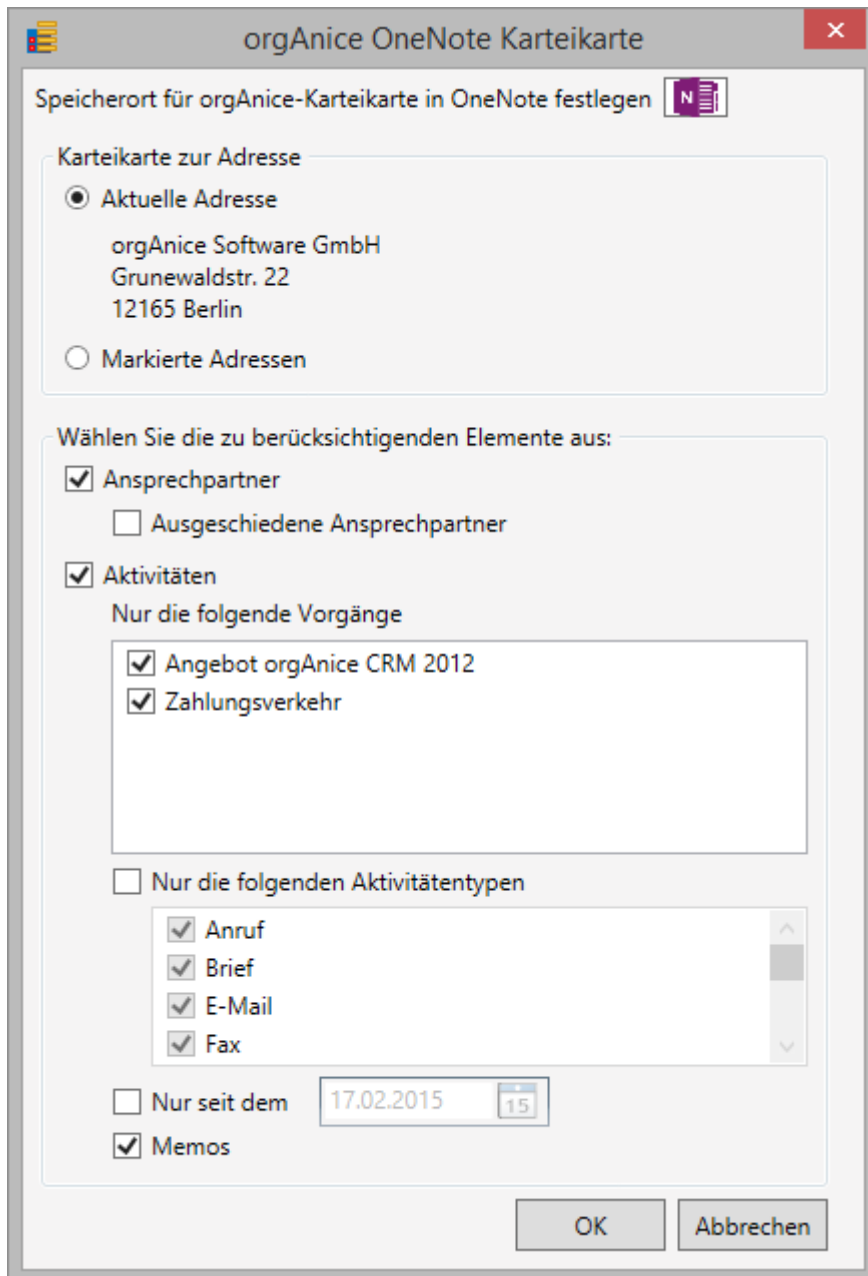 orgAnice OneNote Karteikarte
Speicherort für orgAnice-Karteikarte in OneNote festlegen N
Karteikarte zur Adresse
Aktuelle Adresse
orgAnice Software GmbH
Grunewaldstr. 22
12165 Berlin
Markierte Adressen
Wählen Sie die zu berücksichtigenden Elemente aus:
Ansprechpartner
Ausgeschiedene Ansprechpartner
Aktivitäten
Nur die folgende Vorgänge
Angebot orgAnice CRM 2012
Zahlungsverkehr
Nur die folgenden Aktivitätentypen
Anruf
Brief
E-Mail
Fax
Nur seit dem 17.02.2015 15
Memos
OK Abbrechen